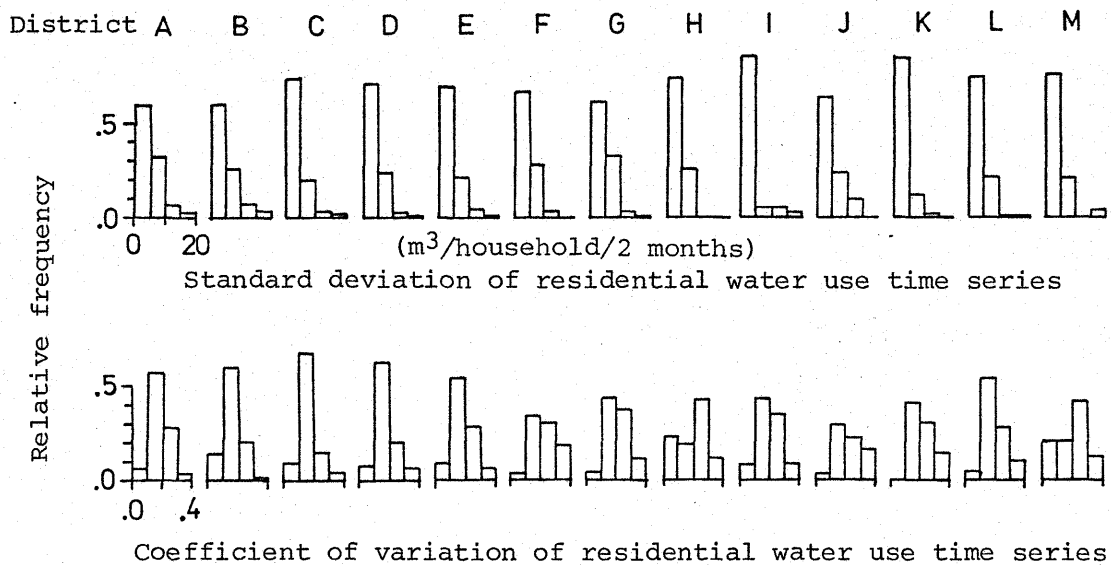 District A B C D E F G H I J K L M
.5
.0
0 20 (m³/household/2 months)
Standard deviation of residential water use time series
Relative frequency
.5
.0
.0 .4
Coefficient of variation of residential water use time series